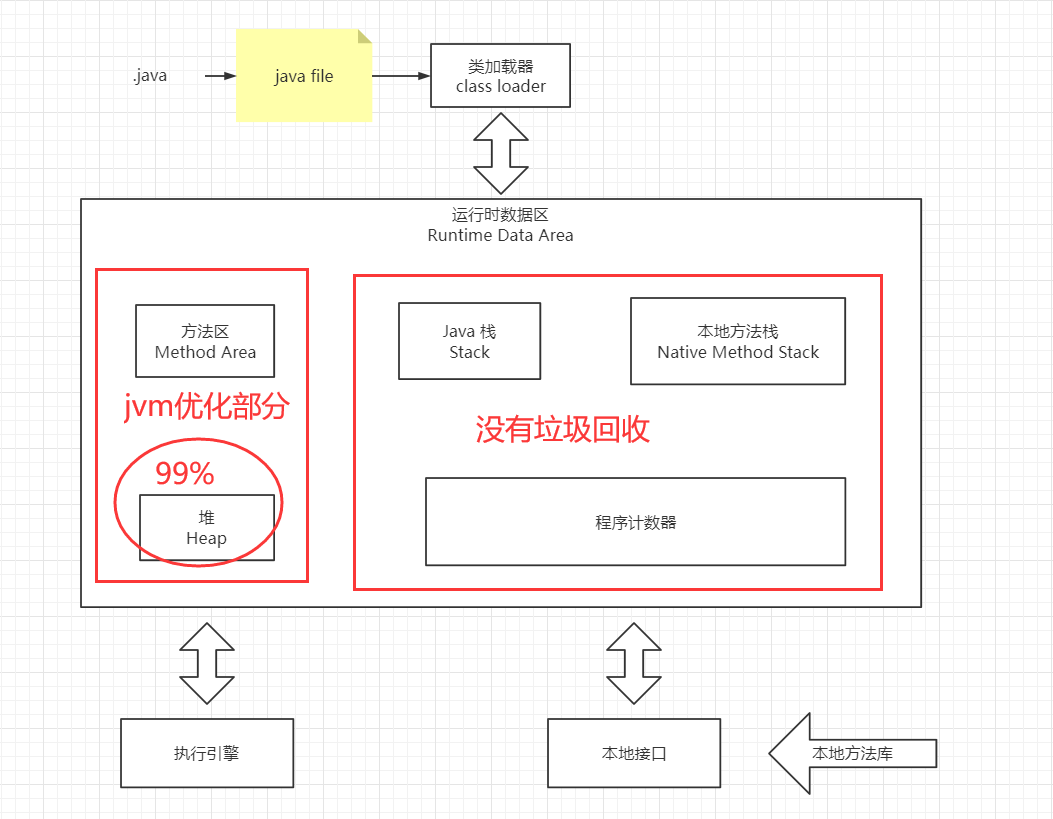 .java
java file
类加载器
class loader
运行时数据区
Runtime Data Area
方法区
Method Area
Java 栈
Stack
本地方法栈
Native Method Stack
jvm优化部分
没有垃圾回收
99%
堆
Heap
程序计数器
执行引擎
本地接口
本地方法库